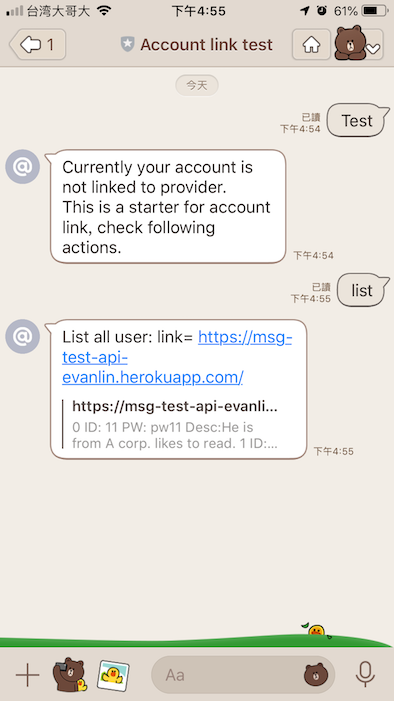 台湾大哥大 下午4:55 61%
1 Account link test
今天
已讀
下午4:54
Test
Currently your account is
not linked to provider.
This is a starter for account
link, check following
actions.
下午4:54
已讀
下午4:55
list
List all user: link= https://msg-
test-api-
evanlin.herokuapp.com/
https://msg-test-api-evanli...
0 ID: 11 PW: pw11 Desc:He is
from A corp. likes to read. 1 ID:...
下午4:55
Aa